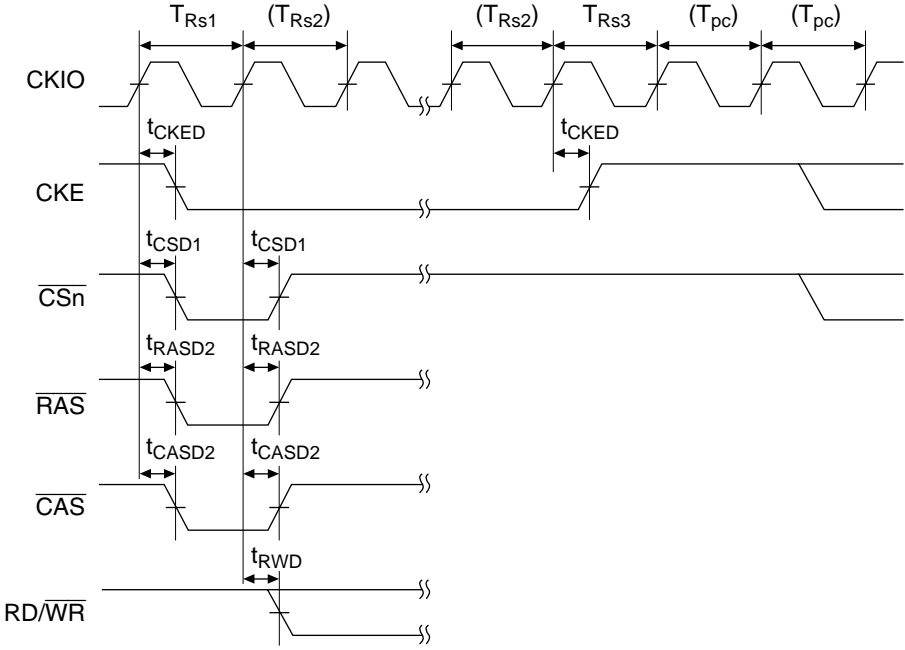 TRs1 (TRs2) (TRs2) TRs3 (Tpc) (Tpc)
CKIO
tCKED tCKED
CKE
tCSD1 tCSD1
CSn
tRASD2 tRASD2
RAS
tCASD2 tCASD2
CAS
tRWD
RD/WR